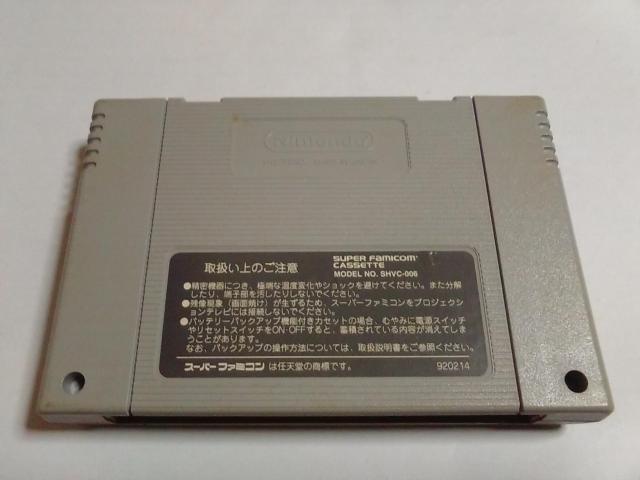 Nintendo
取扱い上のご注意
SUPER FAMICOM
CASSETTE
MODEL NO. SHVC-006
●精密機器につき、極端な温度変化やショックを避けてください。また分解
したり、端子部を汚したりしないでください。
●残像現象（画面焼け）が生ずるため、スーパーファミコンをプロジェクシ
ョンテレビには接続しないでください。
●バッテリーバックアップ機能付きカセットの場合、むやみに電源スイッチ
やリセットスイッチをON・OFFすると、蓄積されている内容が消えてしま
うことがあります。
なお、バックアップの操作方法については、取扱説明書をご参照ください。
スーパーファミコン は任天堂の商標です。
920214